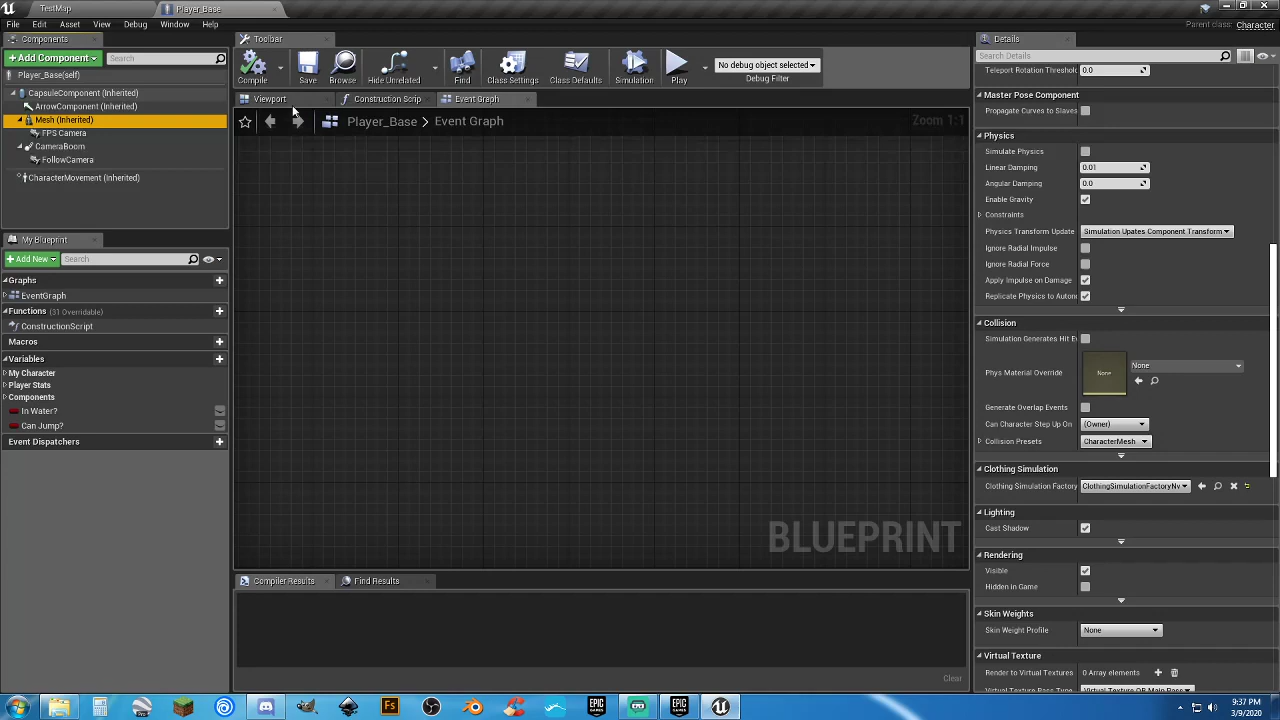 TestMap
Player_Base
File Edit Asset View Debug Window Help
Parent class: Character
Components
+Add Component
Search
Player_Base(self)
CapsuleComponent (Inherited)
ArrowComponent (Inherited)
Mesh (Inherited)
FPS Camera
CameraBoom
FollowCamera
CharacterMovement (Inherited)
My Blueprint
+Add New
Search
Graphs
EventGraph
Functions (31 Overridable)
ConstructionScript
Macros
Variables
My Character
Player Stats
Components
In Water?
Can Jump?
Event Dispatchers
Toolbar
Compile
Save
Browse
Hide Unrelated
Find
Class Settings
Class Defaults
Simulation
Play
No debug object selected
Debug Filter
Viewport
Construction Scrip
Event Graph
Player_Base > Event Graph
Zoom 1:1
BLUEPRINT
Compiler Results
Find Results
Clear
Details
Search Details
Teleport Rotation Threshold 0.0
Master Pose Component
Propagate Curves to Slaves
Physics
Simulate Physics
Linear Damping 0.01
Angular Damping 0.0
Enable Gravity
Constraints
Physics Transform Update Simulation Upates Component Transform
Ignore Radial Impulse
Ignore Radial Force
Apply Impulse on Damage
Replicate Physics to Auton
Collision
Simulation Generates Hit E
Phys Material Override None None
Generate Overlap Events
Can Character Step Up On (Owner)
Collision Presets CharacterMesh
Clothing Simulation
Clothing Simulation Factory ClothingSimulationFactoryNv
Lighting
Cast Shadow
Rendering
Visible
Hidden in Game
Skin Weights
Skin Weight Profile None
Virtual Texture
Render to Virtual Textures 0 Array elements
Virtual Texture Pass Type
9:37 PM
3/9/2020